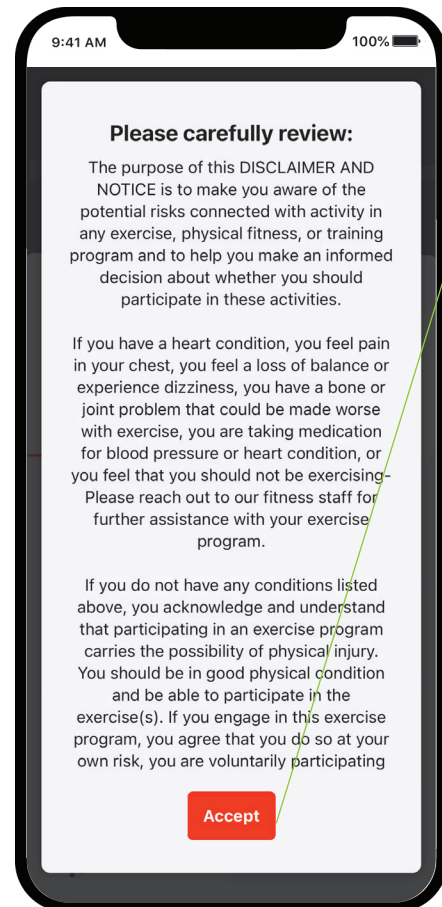 9:41 AM 100%
Please carefully review:
The purpose of this DISCLAIMER AND
NOTICE is to make you aware of the
potential risks connected with activity in
any exercise, physical fitness, or training
program and to help you make an informed
decision about whether you should
participate in these activities.
If you have a heart condition, you feel pain
in your chest, you feel a loss of balance or
experience dizziness, you have a bone or
joint problem that could be made worse
with exercise, you are taking medication
for blood pressure or heart condition, or
you feel that you should not be exercising-
Please reach out to our fitness staff for
further assistance with your exercise
program.
If you do not have any conditions listed
above, you acknowledge and understand
that participating in an exercise program
carries the possibility of physical injury.
You should be in good physical condition
and be able to participate in the
exercise(s). If you engage in this exercise
program, you agree that you do so at your
own risk, you are voluntarily participating
Accept